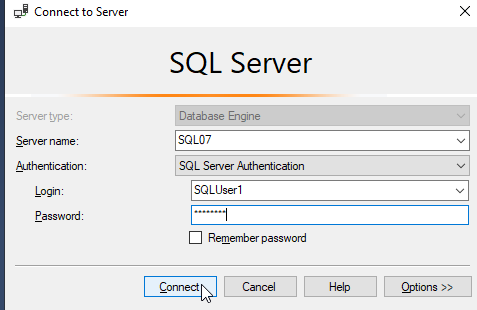 Connect to Server
SQL Server
Server type: Database Engine
Server name: SQL07
Authentication: SQL Server Authentication
Login: SQLUser1
Password: ********
Remember password
Connect Cancel Help Options >>